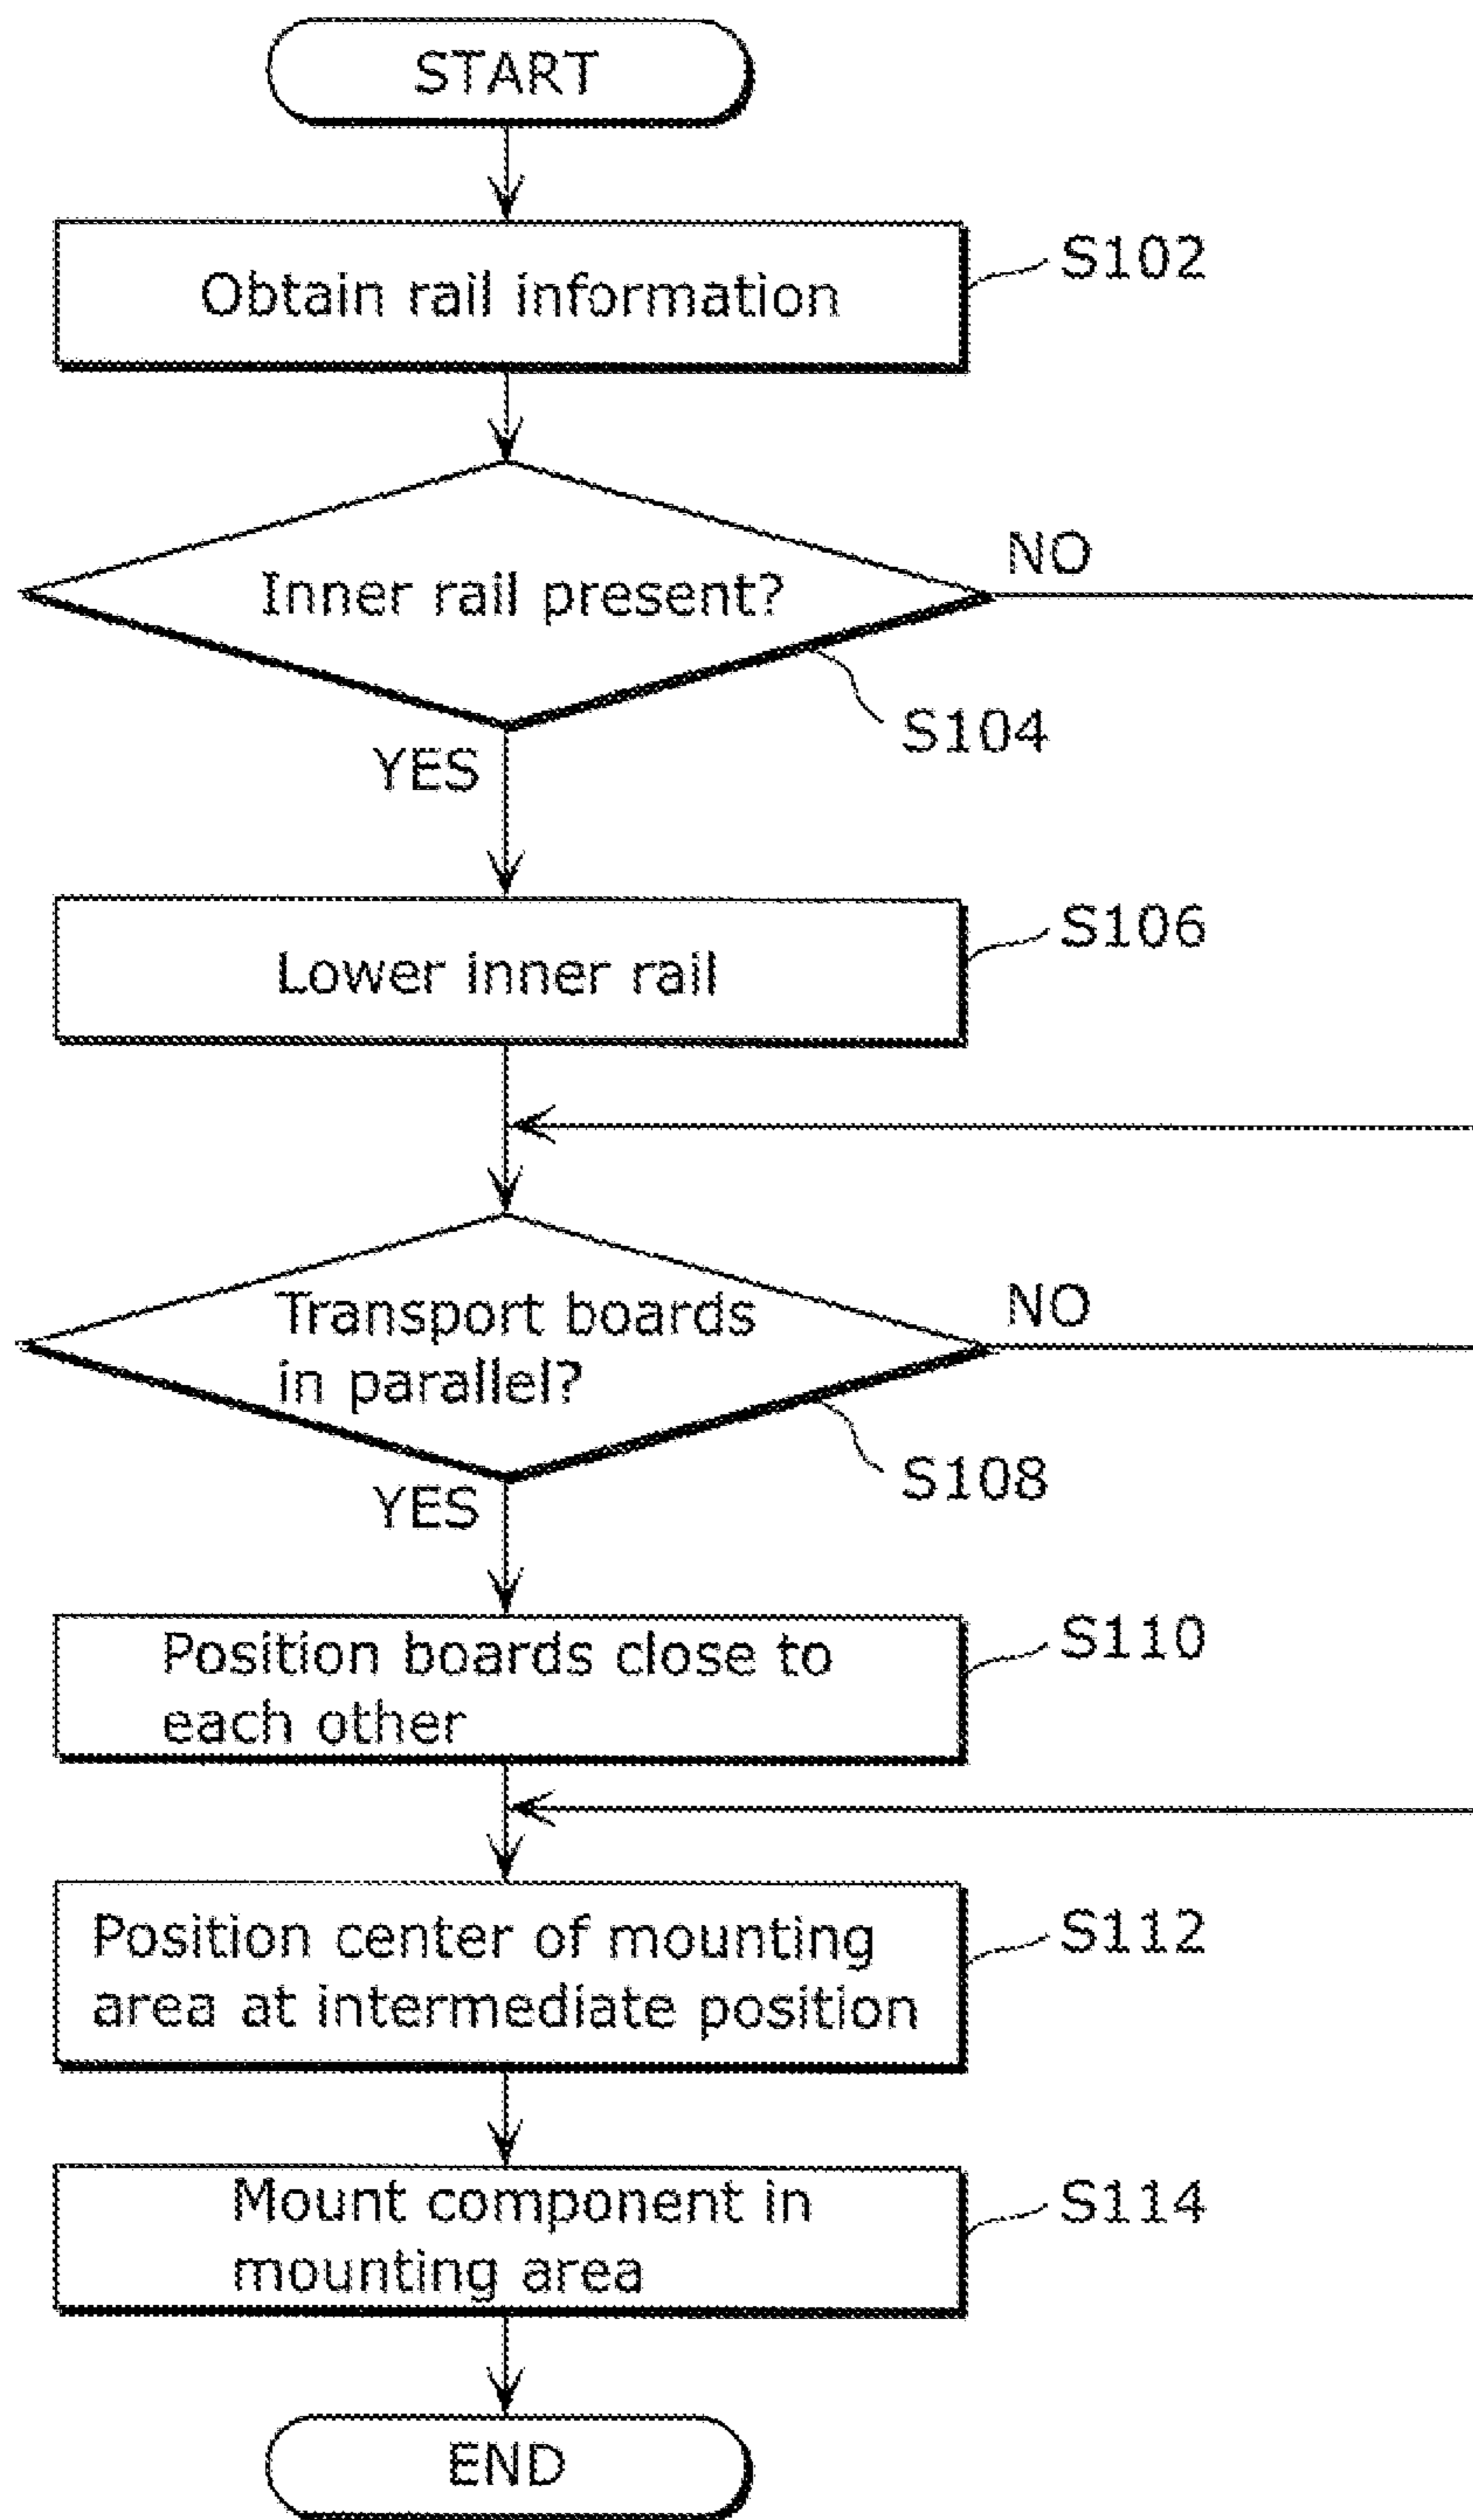 START
Obtain rail information
S102
Inner rail present?
NO
S104
YES
Lower inner rail
S106
Transport boards
in parallel?
NO
S108
YES
Position boards close to
each other
S110
Position center of mounting
area at intermediate position
S112
Mount component in
mounting area
S114
END